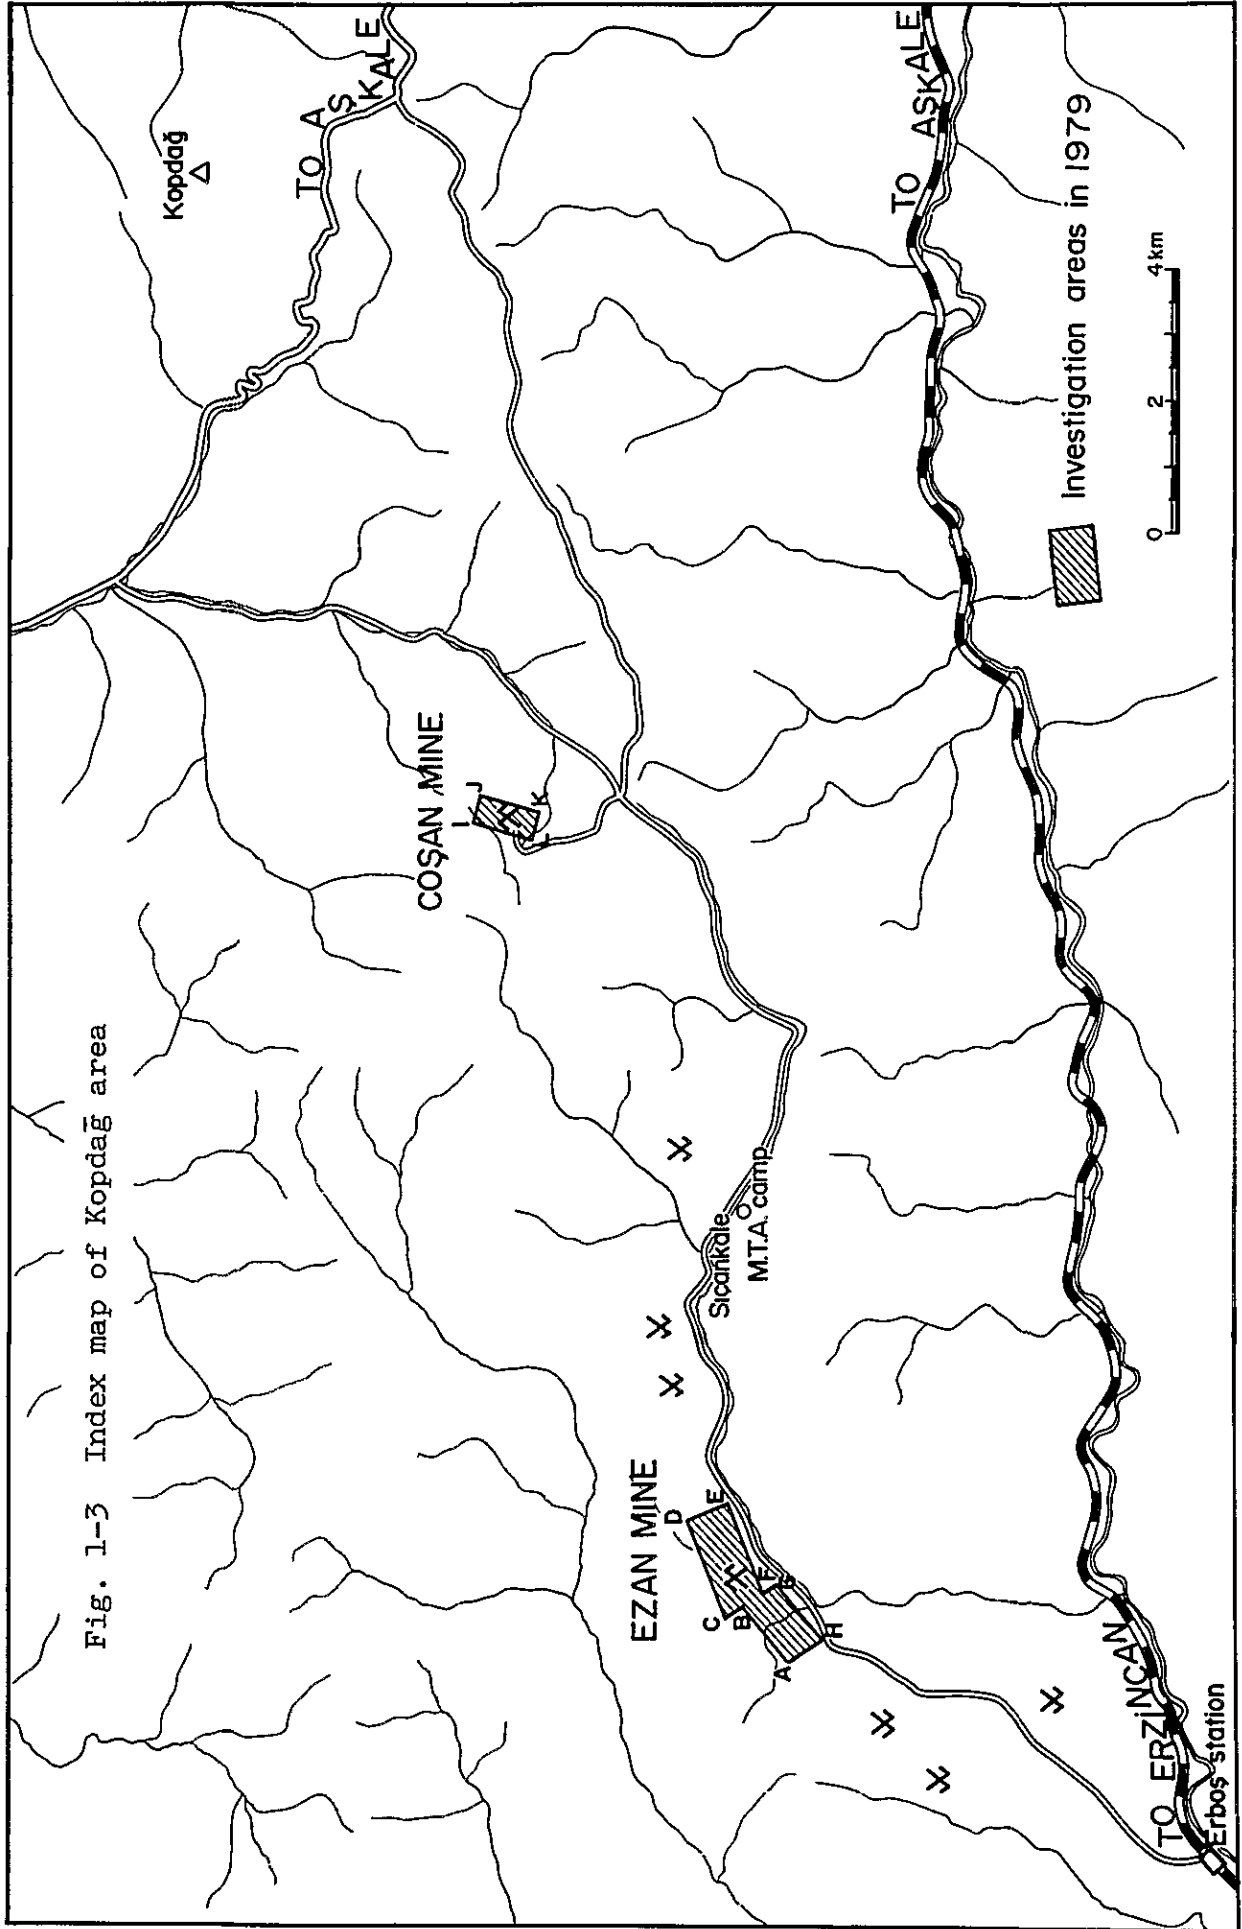 Fig. 1-3 Index map of Kopdağ area
Kopdağ
TO AŞKALE
COŞAN MINE
I
J
K
L
EZAN MINE
A
B
C
D
E
F
G
H
Sıçankale
M.T.A. camp
TO AŞKALE
TO ERZİNCAN
Erboş station
Investigation areas in 1979
0 2 4km